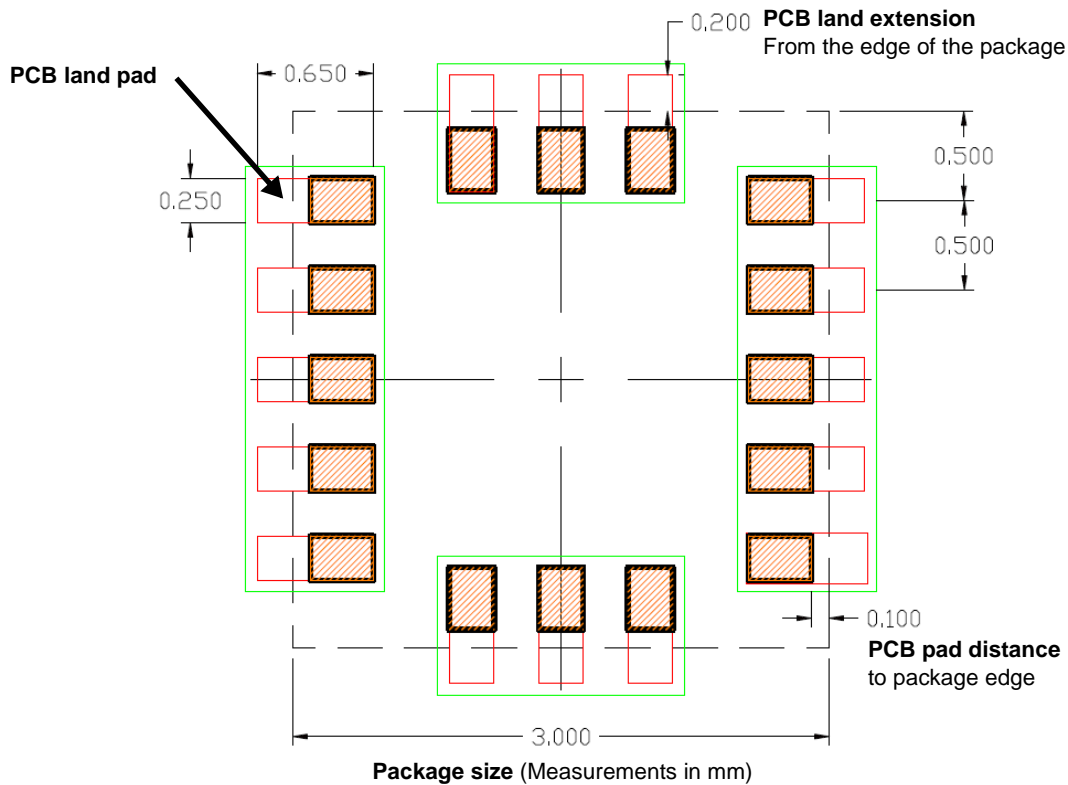 0.200
PCB land extension
From the edge of the package
PCB land pad
0.650
0.250
0.500
0.500
0.100
PCB pad distance
to package edge
3.000
Package size (Measurements in mm)